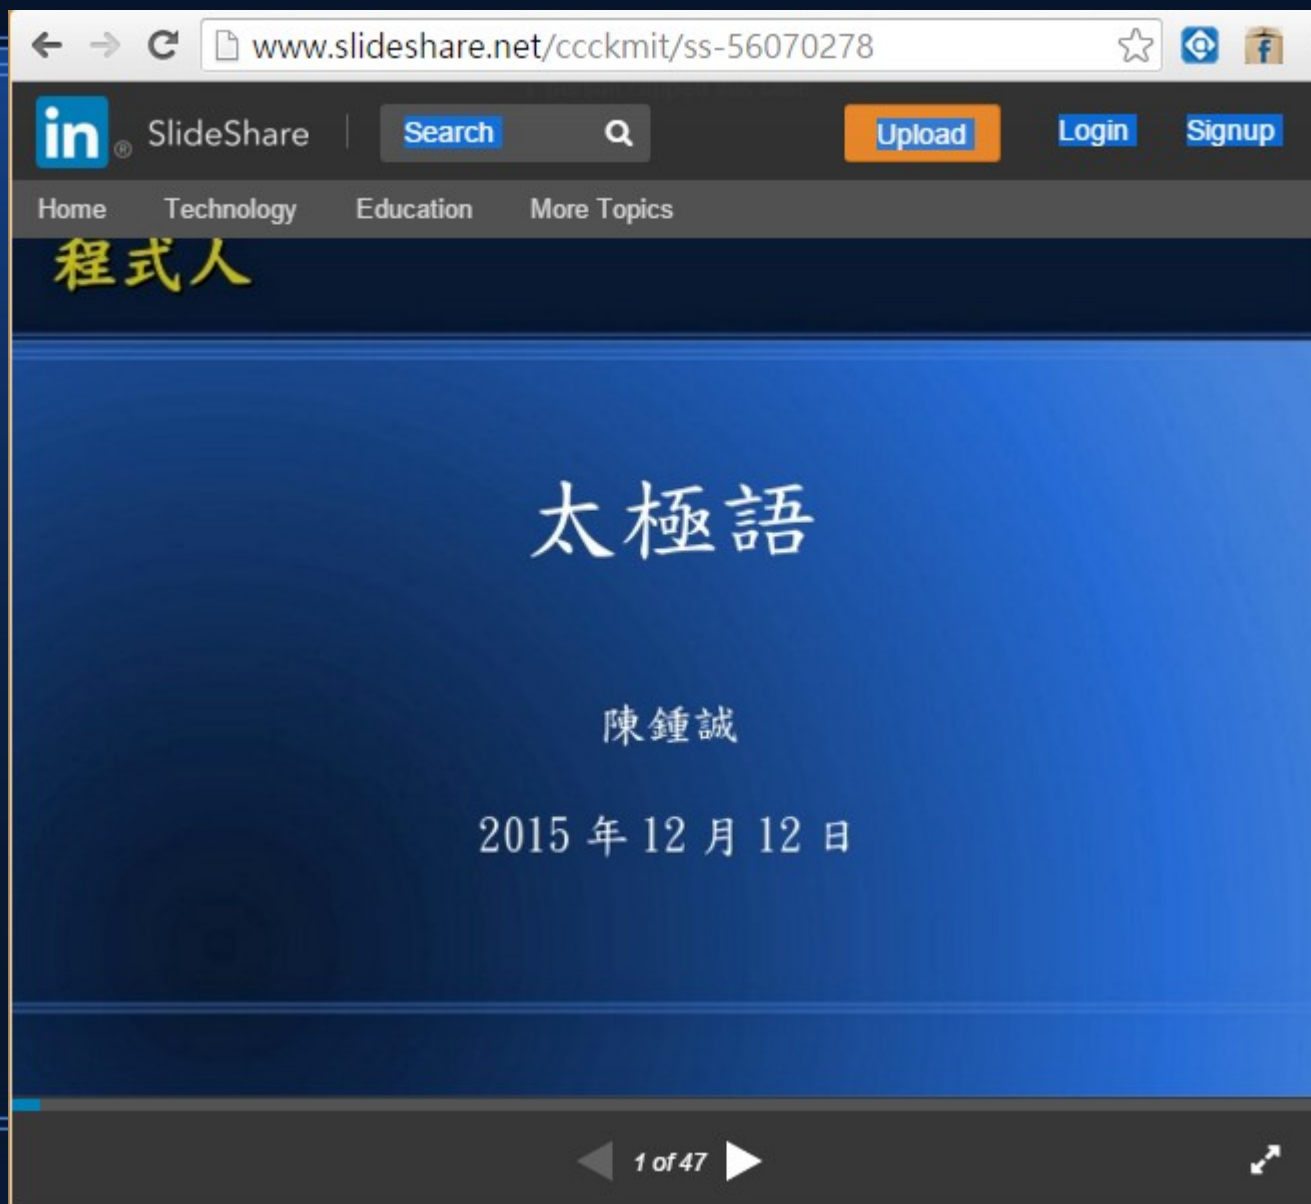 www.slideshare.net/ccckmit/ss-56070278
in® SlideShare Search Upload Login Signup
Home Technology Education More Topics
程式人
太極語
陳鍾誠
2015 年 12 月 12 日
1 of 47